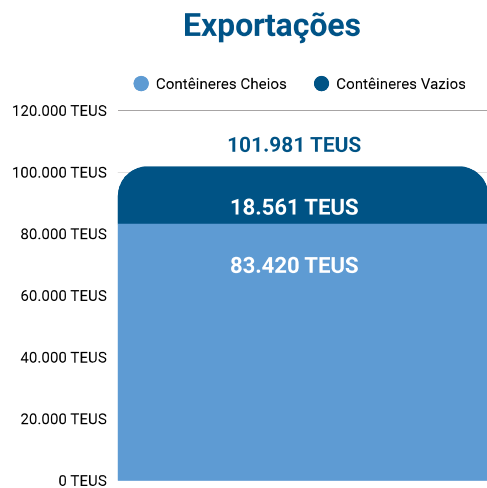 Exportações
Contêineres Cheios
Contêineres Vazios
120.000 TEUS
101.981 TEUS
100.000 TEUS
18.561 TEUS
80.000 TEUS
83.420 TEUS
60.000 TEUS
40.000 TEUS
20.000 TEUS
0 TEUS